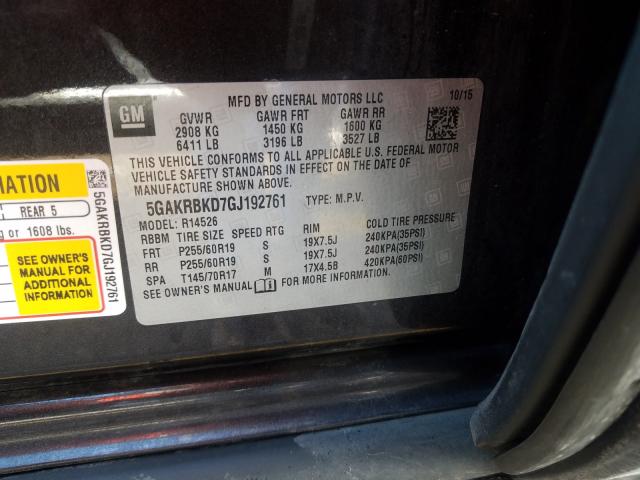 GM
MFD BY GENERAL MOTORS LLC 10/15
GVWR GAWR FRT GAWR RR
2908 KG 1450 KG 1600 KG
6411 LB 3196 LB 3527 LB
THIS VEHICLE CONFORMS TO ALL APPLICABLE U.S. FEDERAL MOTOR
VEHICLE SAFETY STANDARDS IN EFFECT ON THE DATE OF
MANUFACTURE SHOWN ABOVE.
5GAKRBKD7GJ192761 TYPE: M.P.V.
MODEL: R14526
RBBM TIRE SIZE SPEED RTG RIM COLD TIRE PRESSURE
FRT P255/60R19 S 19X7.5J 240KPA(35PSI)
RR P255/60R19 S 19X7.5J 240KPA(35PSI)
SPA T145/70R17 M 17X4.5B 420KPA(60PSI)
SEE OWNER'S MANUAL FOR MORE INFORMATION
MATION
REAR 5
g or 1608 lbs.
SEE OWNER'S
MANUAL FOR
ADDITIONAL
INFORMATION
5GAKRBKD7GJ192761